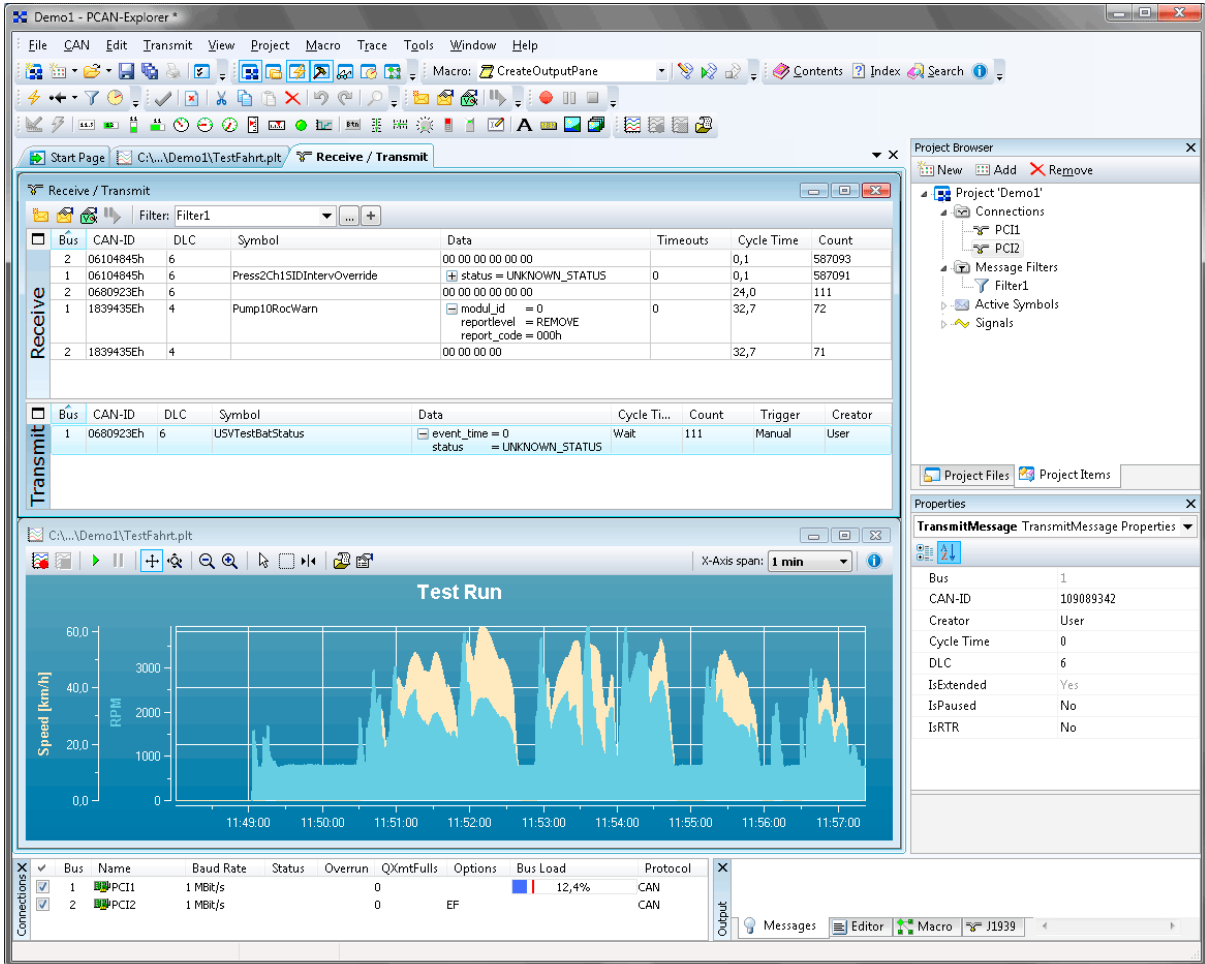 Demo1 - PCAN-Explorer *
File CAN Edit Transmit View Project Macro Trace Tools Window Help
Macro: CreateOutputPane Contents Index Search
Start Page C:\...\Demo1\TestFahrt.plt Receive / Transmit
Receive / Transmit
Filter: Filter1 ... +
Bus CAN-ID DLC Symbol Data Timeouts Cycle Time Count
Receive
2 06104845h 6 00 00 00 00 00 00 0,1 587093
1 06104845h 6 Press2Ch1SIDIntervOverride status = UNKNOWN_STATUS 0 0,1 587091
2 0680923Eh 6 00 00 00 00 00 00 24,0 111
1 1839435Eh 4 Pump10RocWarn modul_id = 0 0 32,7 72
reportlevel = REMOVE
report_code = 000h
2 1839435Eh 4 00 00 00 00 32,7 71
Bus CAN-ID DLC Symbol Data Cycle Ti... Count Trigger Creator
Transmit
1 0680923Eh 6 USVTestBatStatus event_time = 0 Wait 111 Manual User
status = UNKNOWN_STATUS
C:\...\Demo1\TestFahrt.plt
X-Axis span: 1 min
Test Run
Speed [km/h]
60,0
40,0
20,0
0,0
RPM
3000
2000
1000
0
11:49:00 11:50:00 11:51:00 11:52:00 11:53:00 11:54:00 11:55:00 11:56:00 11:57:00
Project Browser
New Add Remove
Project 'Demo1'
Connections
PCI1
PCI2
Message Filters
Filter1
Active Symbols
Signals
Project Files Project Items
Properties
TransmitMessage TransmitMessage Properties
Bus 1
CAN-ID 109089342
Creator User
Cycle Time 0
DLC 6
IsExtended Yes
IsPaused No
IsRTR No
Connections
Bus Name Baud Rate Status Overrun QXmtFulls Options Bus Load Protocol
1 PCI1 1 MBit/s 0 12,4% CAN
2 PCI2 1 MBit/s 0 EF CAN
Output
Messages Editor Macro J1939